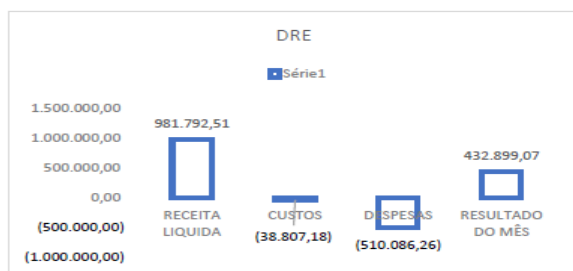 DRE
Série1
1.500.000,00
1.000.000,00
500.000,00
0,00
(500.000,00)
(1.000.000,00)
981.792,51
(38.807,18)
(510.086,26)
432.899,07
RECEITA
LIQUIDA
CUSTOS
DESPESAS
RESULTADO
DO MÊS